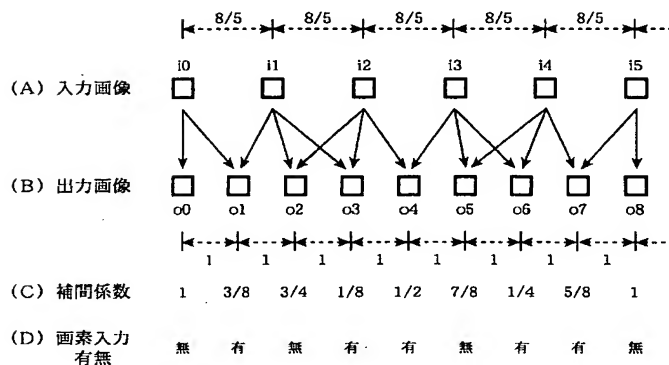 8/5 8/5 8/5 8/5 8/5
i0 i1 i2 i3 i4 i5
(A) 入力画像
(B) 出力画像
o0 o1 o2 o3 o4 o5 o6 o7 o8
1 1 1 1 1 1 1 1
(C) 補間係数 1 3/8 3/4 1/8 1/2 7/8 1/4 5/8 1
(D) 画素入力
有無 無 有 無 有 有 無 有 有 無